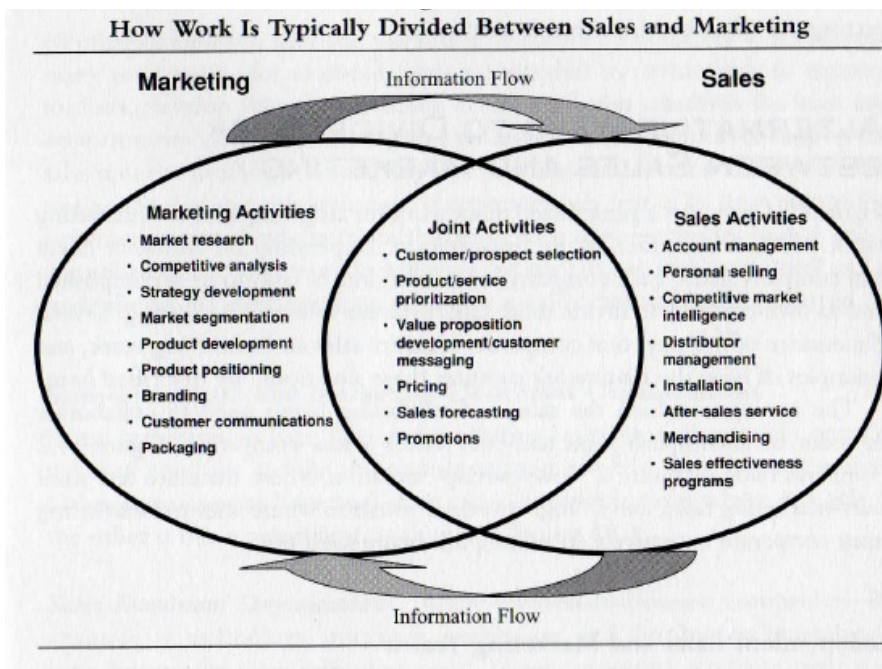 How Work Is Typically Divided Between Sales and Marketing
Marketing
Information Flow
Sales
Marketing Activities
· Market research
· Competitive analysis
· Strategy development
· Market segmentation
· Product development
· Product positioning
· Branding
· Customer communications
· Packaging
Joint Activities
· Customer/prospect selection
· Product/service
prioritization
· Value proposition
development/customer
messaging
· Pricing
· Sales forecasting
· Promotions
Sales Activities
· Account management
· Personal selling
· Competitive market
intelligence
· Distributor
management
· Installation
· After-sales service
· Merchandising
· Sales effectiveness
programs
Information Flow